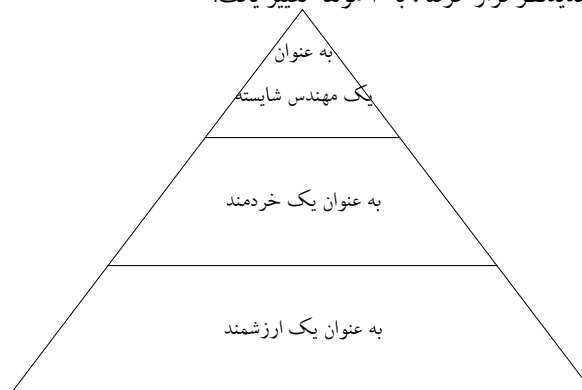 به عنوان
یک مهندس شایسته
به عنوان یک خردمند
به عنوان یک ارزشمند